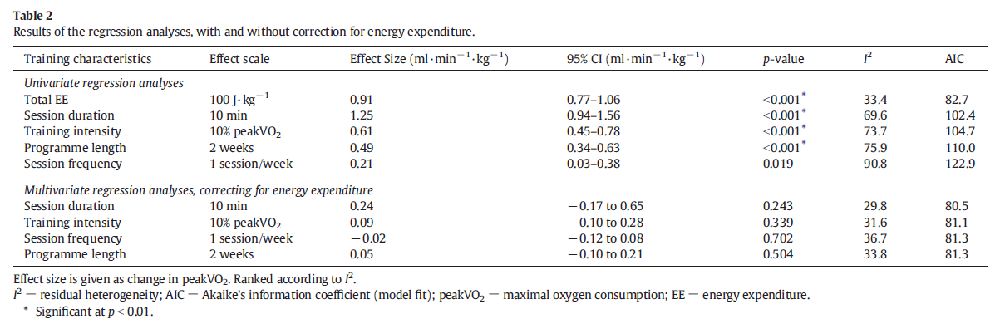 Table 2
Results of the regression analyses, with and without correction for energy expenditure.
Training characteristics Effect scale Effect Size (ml·min⁻¹·kg⁻¹) 95% CI (ml·min⁻¹·kg⁻¹) p-value I² AIC
Univariate regression analyses
Total EE 100 J·kg⁻¹ 0.91 0.77–1.06 <0.001* 33.4 82.7
Session duration 10 min 1.25 0.94–1.56 <0.001* 69.6 102.4
Training intensity 10% peakVO₂ 0.61 0.45–0.78 <0.001* 73.7 104.7
Programme length 2 weeks 0.49 0.34–0.63 <0.001* 75.9 110.0
Session frequency 1 session/week 0.21 0.03–0.38 0.019 90.8 122.9
Multivariate regression analyses, correcting for energy expenditure
Session duration 10 min 0.24 −0.17 to 0.65 0.243 29.8 80.5
Training intensity 10% peakVO₂ 0.09 −0.10 to 0.28 0.339 31.6 81.1
Session frequency 1 session/week −0.02 −0.12 to 0.08 0.702 36.7 81.3
Programme length 2 weeks 0.05 −0.10 to 0.21 0.504 33.8 81.3
Effect size is given as change in peakVO₂. Ranked according to I².
I² = residual heterogeneity; AIC = Akaike's information coefficient (model fit); peakVO₂ = maximal oxygen consumption; EE = energy expenditure.
* Significant at p < 0.01.